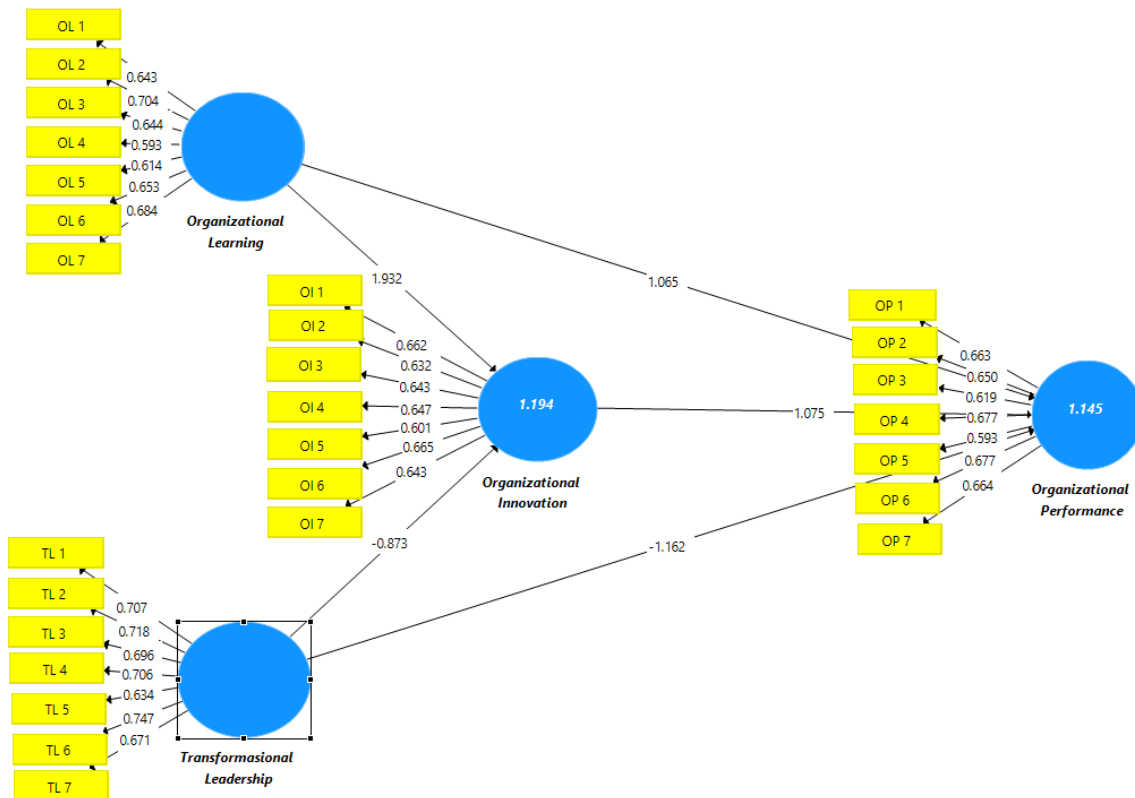 OL 1
OL 2
OL 3
OL 4
OL 5
OL 6
OL 7
0.643
0.704
0.644
0.593
0.614
0.653
0.684
Organizational
Learning
1.932
1.065
OI 1
OI 2
OI 3
OI 4
OI 5
OI 6
OI 7
0.662
0.632
0.643
0.647
0.601
0.665
0.643
1.194
Organizational
Innovation
1.075
-0.873
-1.162
OP 1
OP 2
OP 3
OP 4
OP 5
OP 6
OP 7
0.663
0.650
0.619
0.677
0.593
0.677
0.664
1.145
Organizational
Performance
TL 1
TL 2
TL 3
TL 4
TL 5
TL 6
TL 7
0.707
0.718
0.696
0.706
0.634
0.747
0.671
Transformasional
Leadership